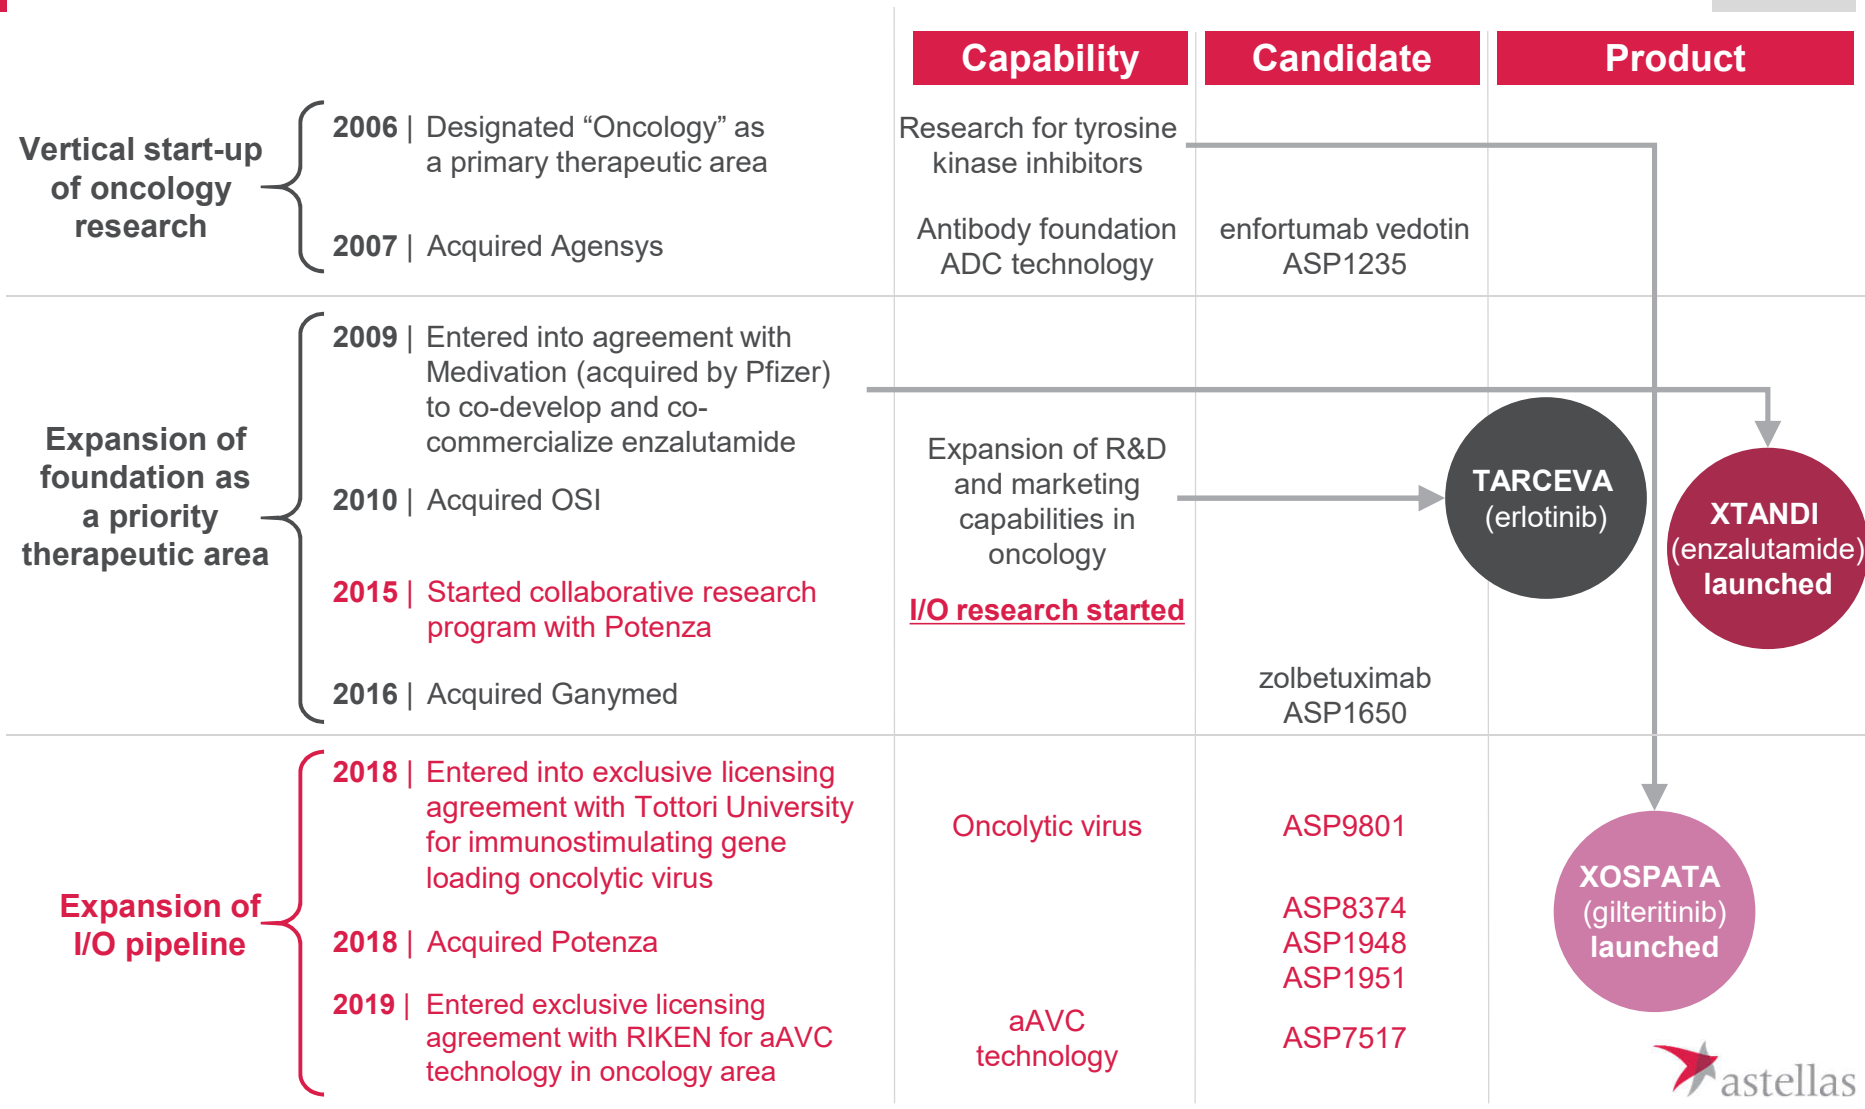 Capability
Candidate
Product
Vertical start-up
of oncology
research
2006 | Designated “Oncology” as
a primary therapeutic area
Research for tyrosine
kinase inhibitors
2007 | Acquired Agensys
Antibody foundation
ADC technology
enfortumab vedotin
ASP1235
Expansion of
foundation as
a priority
therapeutic area
2009 | Entered into agreement with
Medivation (acquired by Pfizer)
to co-develop and co-
commercialize enzalutamide
2010 | Acquired OSI
Expansion of R&D
and marketing
capabilities in
oncology
TARCEVA
(erlotinib)
XTANDI
(enzalutamide)
launched
2015 | Started collaborative research
program with Potenza
I/O research started
2016 | Acquired Ganymed
zolbetuximab
ASP1650
Expansion of
I/O pipeline
2018 | Entered into exclusive licensing
agreement with Tottori University
for immunostimulating gene
loading oncolytic virus
Oncolytic virus
ASP9801
2018 | Acquired Potenza
ASP8374
ASP1948
ASP1951
XOSPATA
(gilteritinib)
launched
2019 | Entered exclusive licensing
agreement with RIKEN for aAVC
technology in oncology area
aAVC
technology
ASP7517
astellas